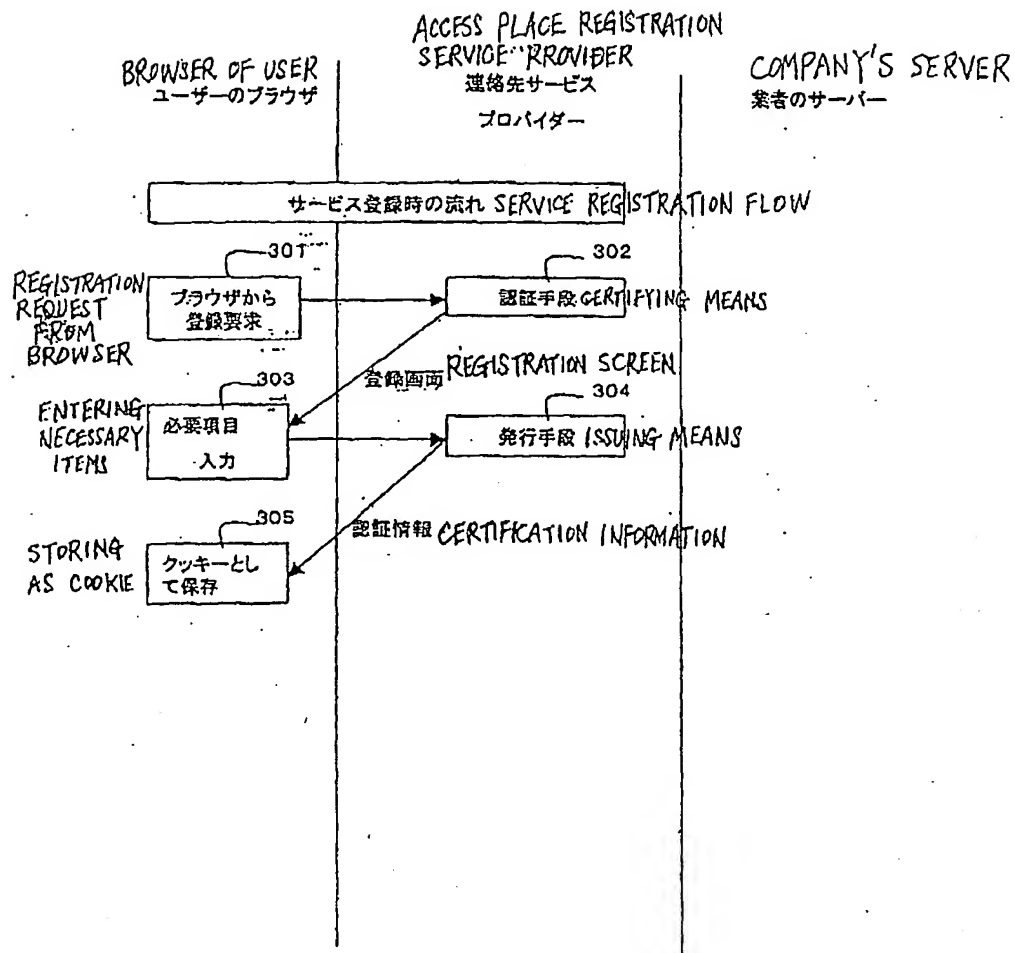 ACCESS PLACE REGISTRATION
SERVICE PROVIDER
連絡先サービス
プロバイダー
BROWSER OF USER
ユーザーのブラウザ
COMPANY'S SERVER
業者のサーバー
サービス登録時の流れ SERVICE REGISTRATION FLOW
301
302
REGISTRATION
REQUEST
FROM
BROWSER
ブラウザから
登録要求
認証手段 CERTIFYING MEANS
登録画面 REGISTRATION SCREEN
303
304
ENTERING
NECESSARY
ITEMS
必要項目
入力
発行手段 ISSUING MEANS
305
認証情報 CERTIFICATION INFORMATION
STORING
AS COOKIE
クッキーとし
て保存